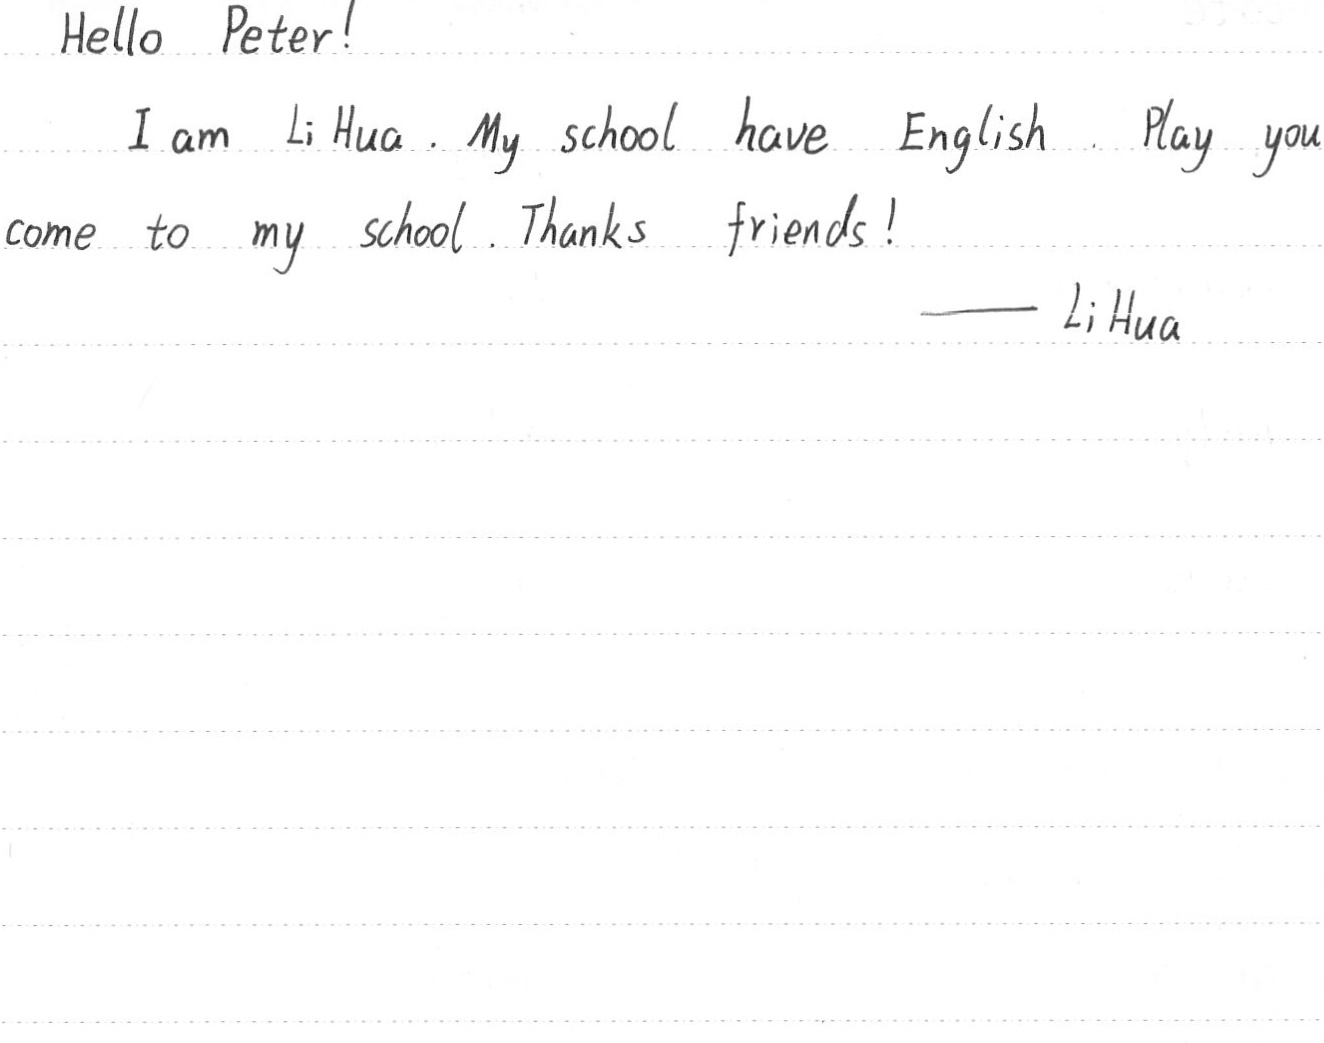 Hello Peter!
I am Li Hua. My school have English. Play you
come to my school. Thanks friends!
—— Li Hua